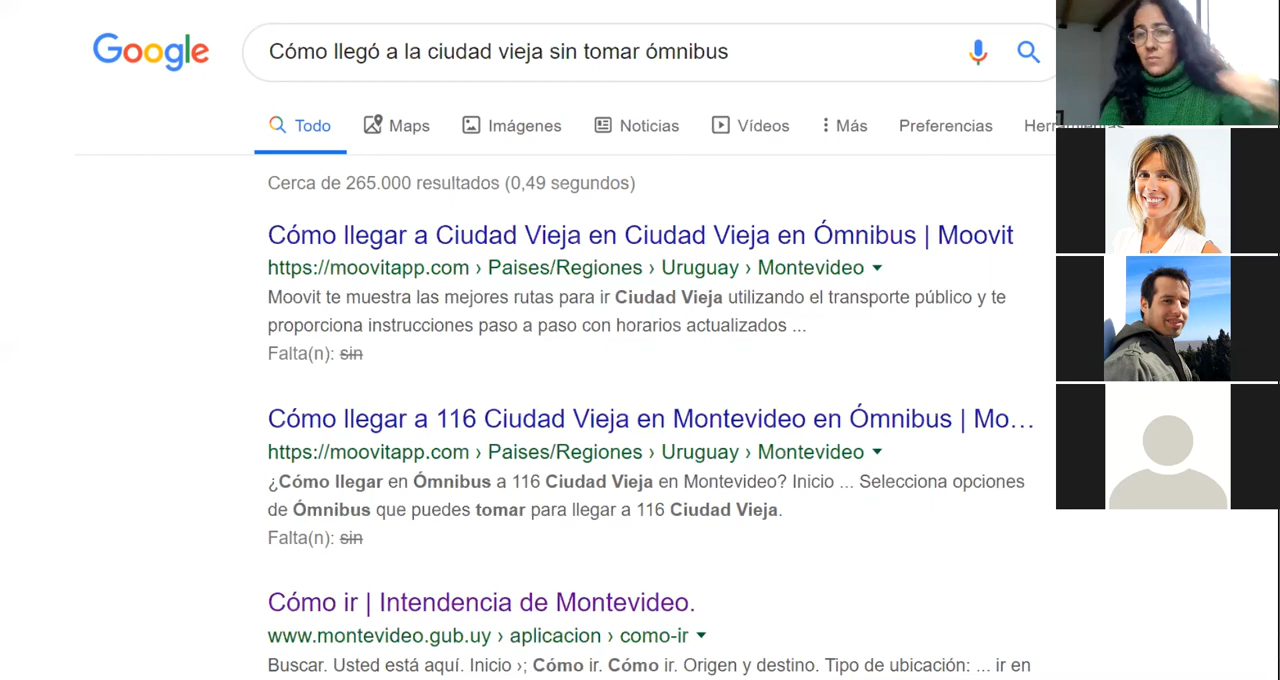 Google
Cómo llegó a la ciudad vieja sin tomar ómnibus
Todo Maps Imágenes Noticias Vídeos Más Preferencias Herramientas
Cerca de 265.000 resultados (0,49 segundos)
Cómo llegar a Ciudad Vieja en Ciudad Vieja en Ómnibus | Moovit
https://moovitapp.com › Paises/Regiones › Uruguay › Montevideo
Moovit te muestra las mejores rutas para ir Ciudad Vieja utilizando el transporte público y te
proporciona instrucciones paso a paso con horarios actualizados ...
Falta(n): sin
Cómo llegar a 116 Ciudad Vieja en Montevideo en Ómnibus | Mo…
https://moovitapp.com › Paises/Regiones › Uruguay › Montevideo
¿Cómo llegar en Ómnibus a 116 Ciudad Vieja en Montevideo? Inicio ... Selecciona opciones
de Ómnibus que puedes tomar para llegar a 116 Ciudad Vieja.
Falta(n): sin
Cómo ir | Intendencia de Montevideo.
www.montevideo.gub.uy › aplicacion › como-ir
Buscar. Usted está aquí. Inicio ›; Cómo ir. Cómo ir. Origen y destino. Tipo de ubicación: ... ir en